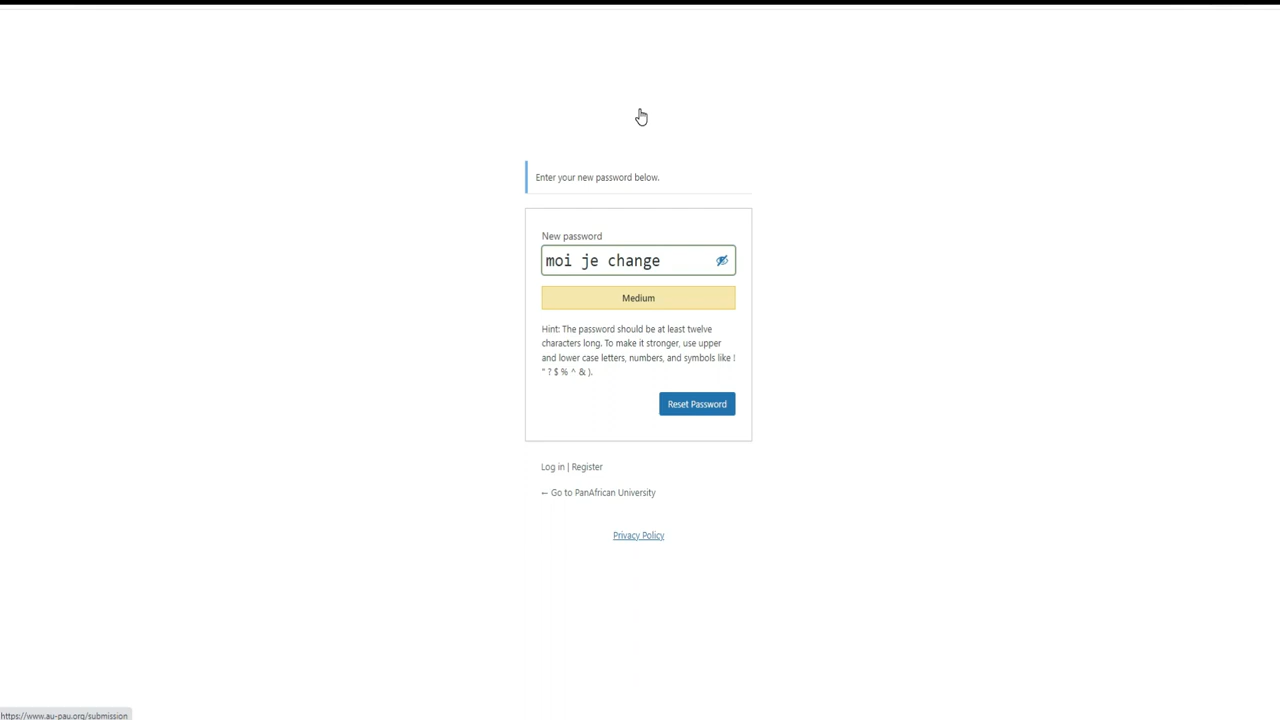 Enter your new password below.
New password
moi je change
Medium
Hint: The password should be at least twelve
characters long. To make it stronger, use upper
and lower case letters, numbers, and symbols like !
" ? $ % ^ & ).
Reset Password
Log in | Register
← Go to PanAfrican University
Privacy Policy
https://www.au-pau.org/submission